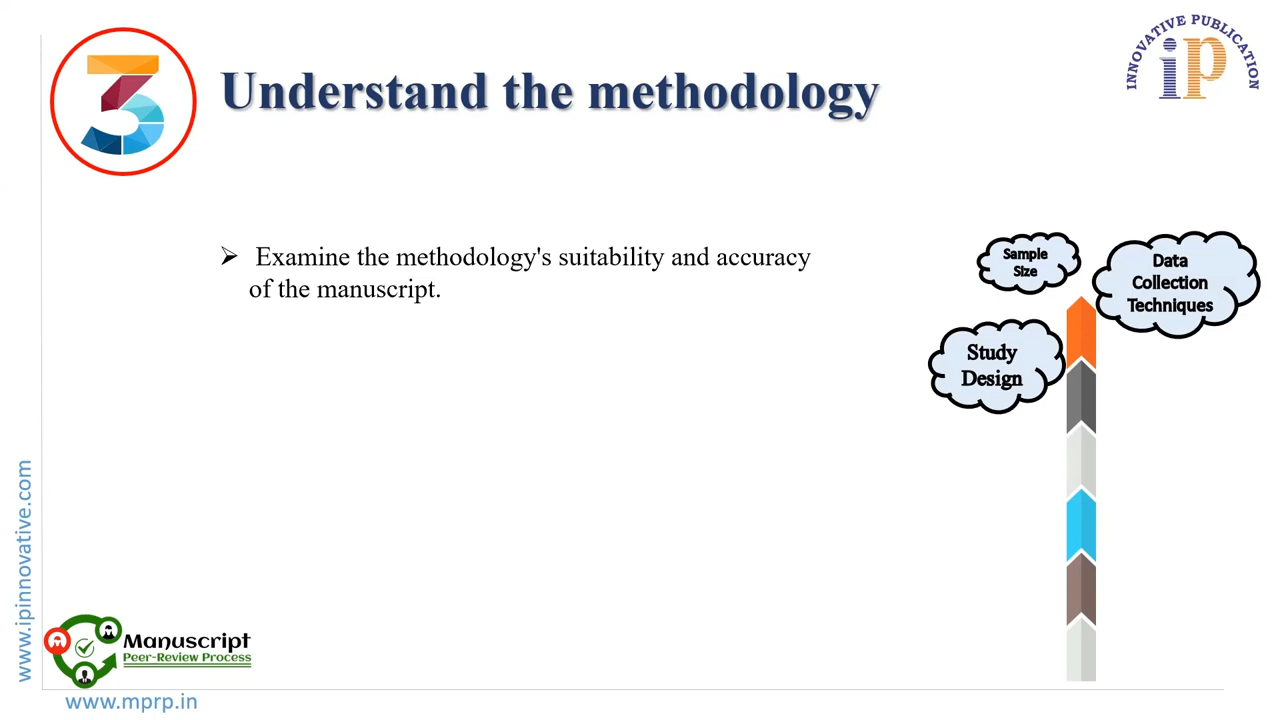 3
Understand the methodology
INNOVATIVE PUBLICATION
iP
➢ Examine the methodology's suitability and accuracy
of the manuscript.
Sample
Size
Data
Collection
Techniques
Study
Design
www.ipinnovative.com
Manuscript
Peer-Review Process
www.mprp.in